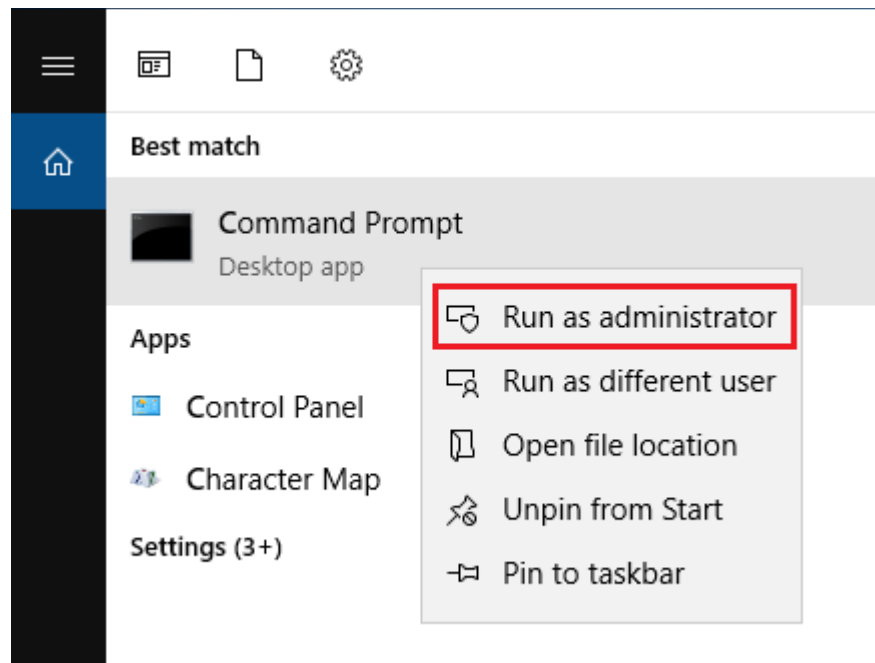 Best match
Command Prompt
Desktop app
Run as administrator
Apps
Run as different user
Control Panel
Open file location
Character Map
Unpin from Start
Settings (3+)
Pin to taskbar